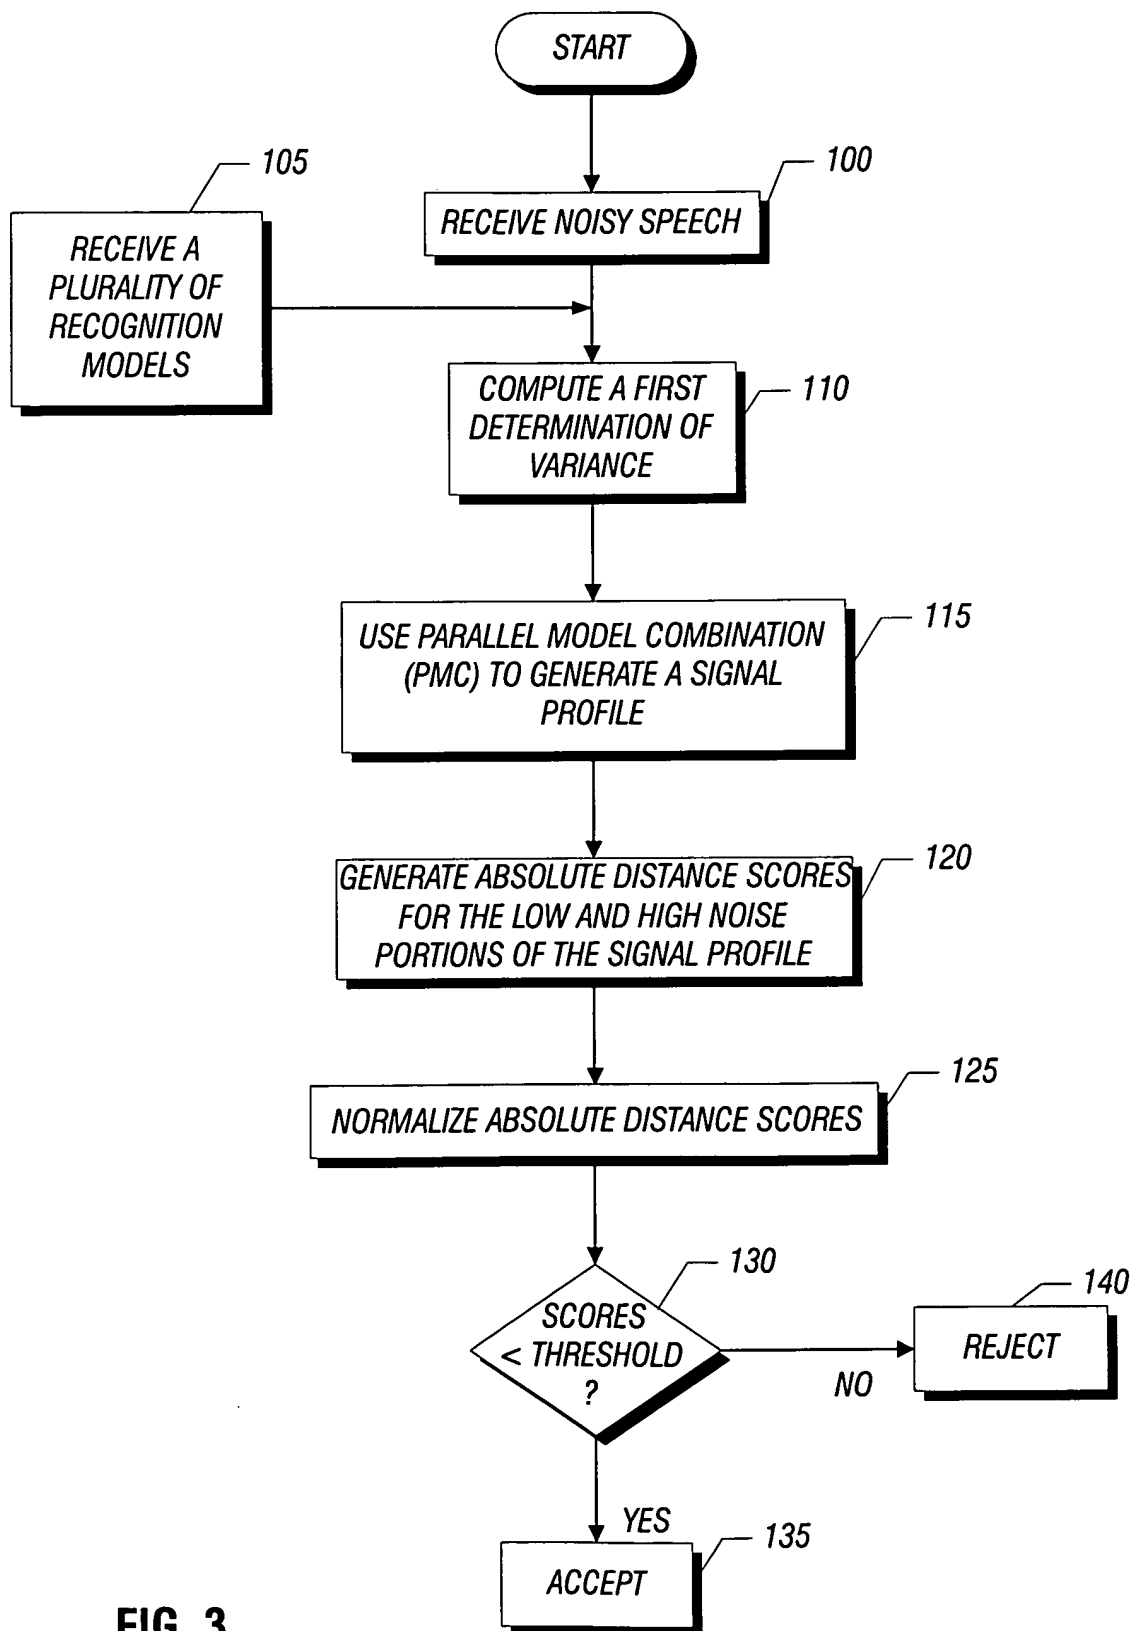 START
105
100
RECEIVE NOISY SPEECH
RECEIVE A
PLURALITY OF
RECOGNITION
MODELS
COMPUTE A FIRST
DETERMINATION OF
VARIANCE
110
USE PARALLEL MODEL COMBINATION
(PMC) TO GENERATE A SIGNAL
PROFILE
115
GENERATE ABSOLUTE DISTANCE SCORES
FOR THE LOW AND HIGH NOISE
PORTIONS OF THE SIGNAL PROFILE
120
NORMALIZE ABSOLUTE DISTANCE SCORES
125
SCORES
< THRESHOLD
?
130
NO
REJECT
140
YES
ACCEPT
135
FIG. 3